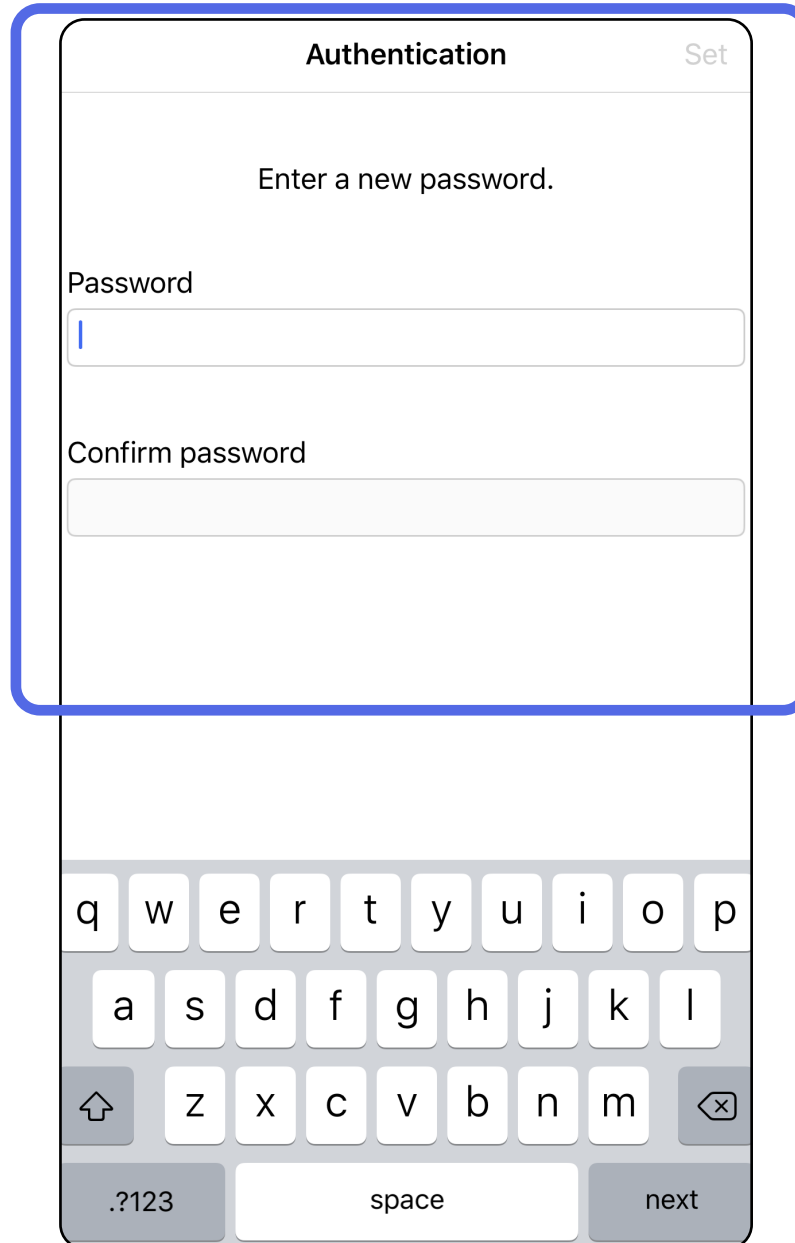 Authentication Set
Enter a new password.
Password
Confirm password
q w e r t y u i o p
a s d f g h j k l
z x c v b n m
.?123 space next